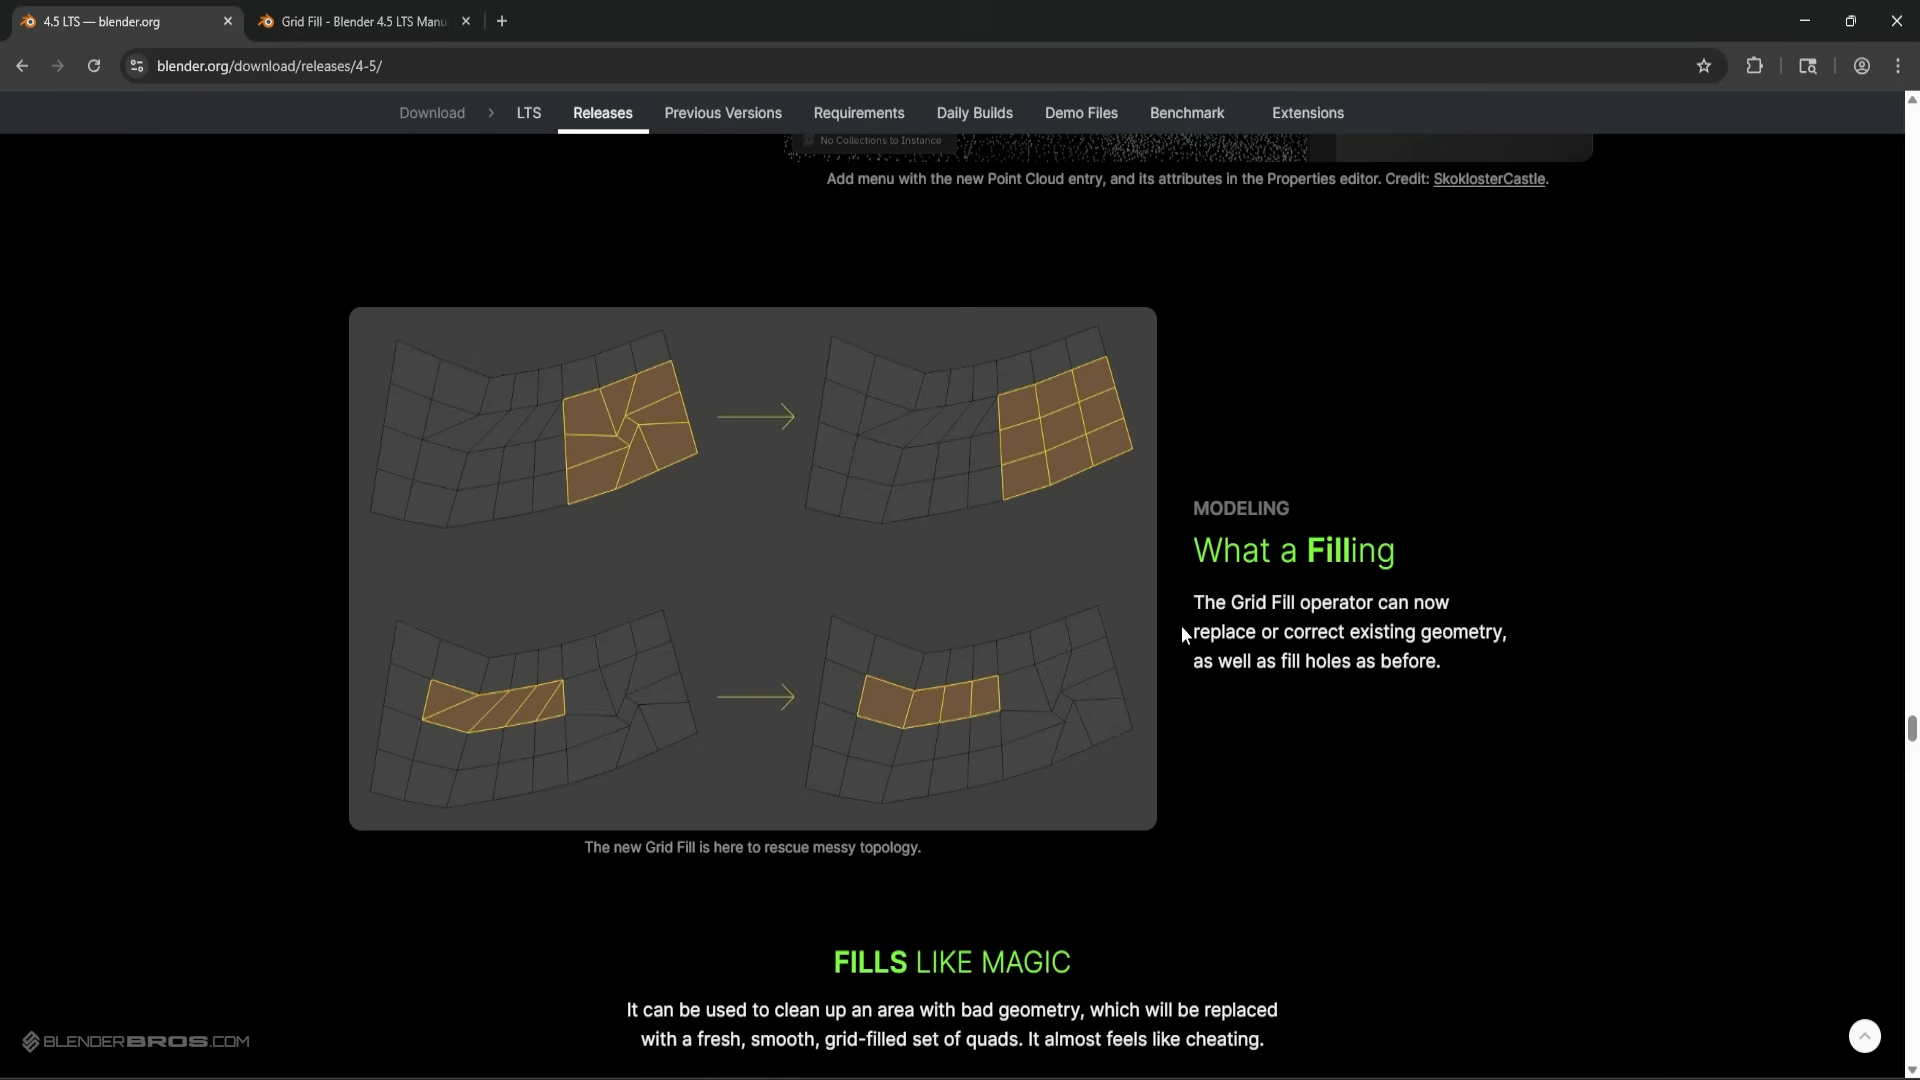 4.5 LTS — blender.org
Grid Fill - Blender 4.5 LTS Manu
blender.org/download/releases/4-5/
Download > LTS Releases Previous Versions Requirements Daily Builds Demo Files Benchmark Extensions
No Collections to Instance
Add menu with the new Point Cloud entry, and its attributes in the Properties editor. Credit: SkoklosterCastle.
MODELING
What a Filling
The Grid Fill operator can now
replace or correct existing geometry,
as well as fill holes as before.
The new Grid Fill is here to rescue messy topology.
FILLS LIKE MAGIC
It can be used to clean up an area with bad geometry, which will be replaced
with a fresh, smooth, grid-filled set of quads. It almost feels like cheating.
BLENDERBROS.COM